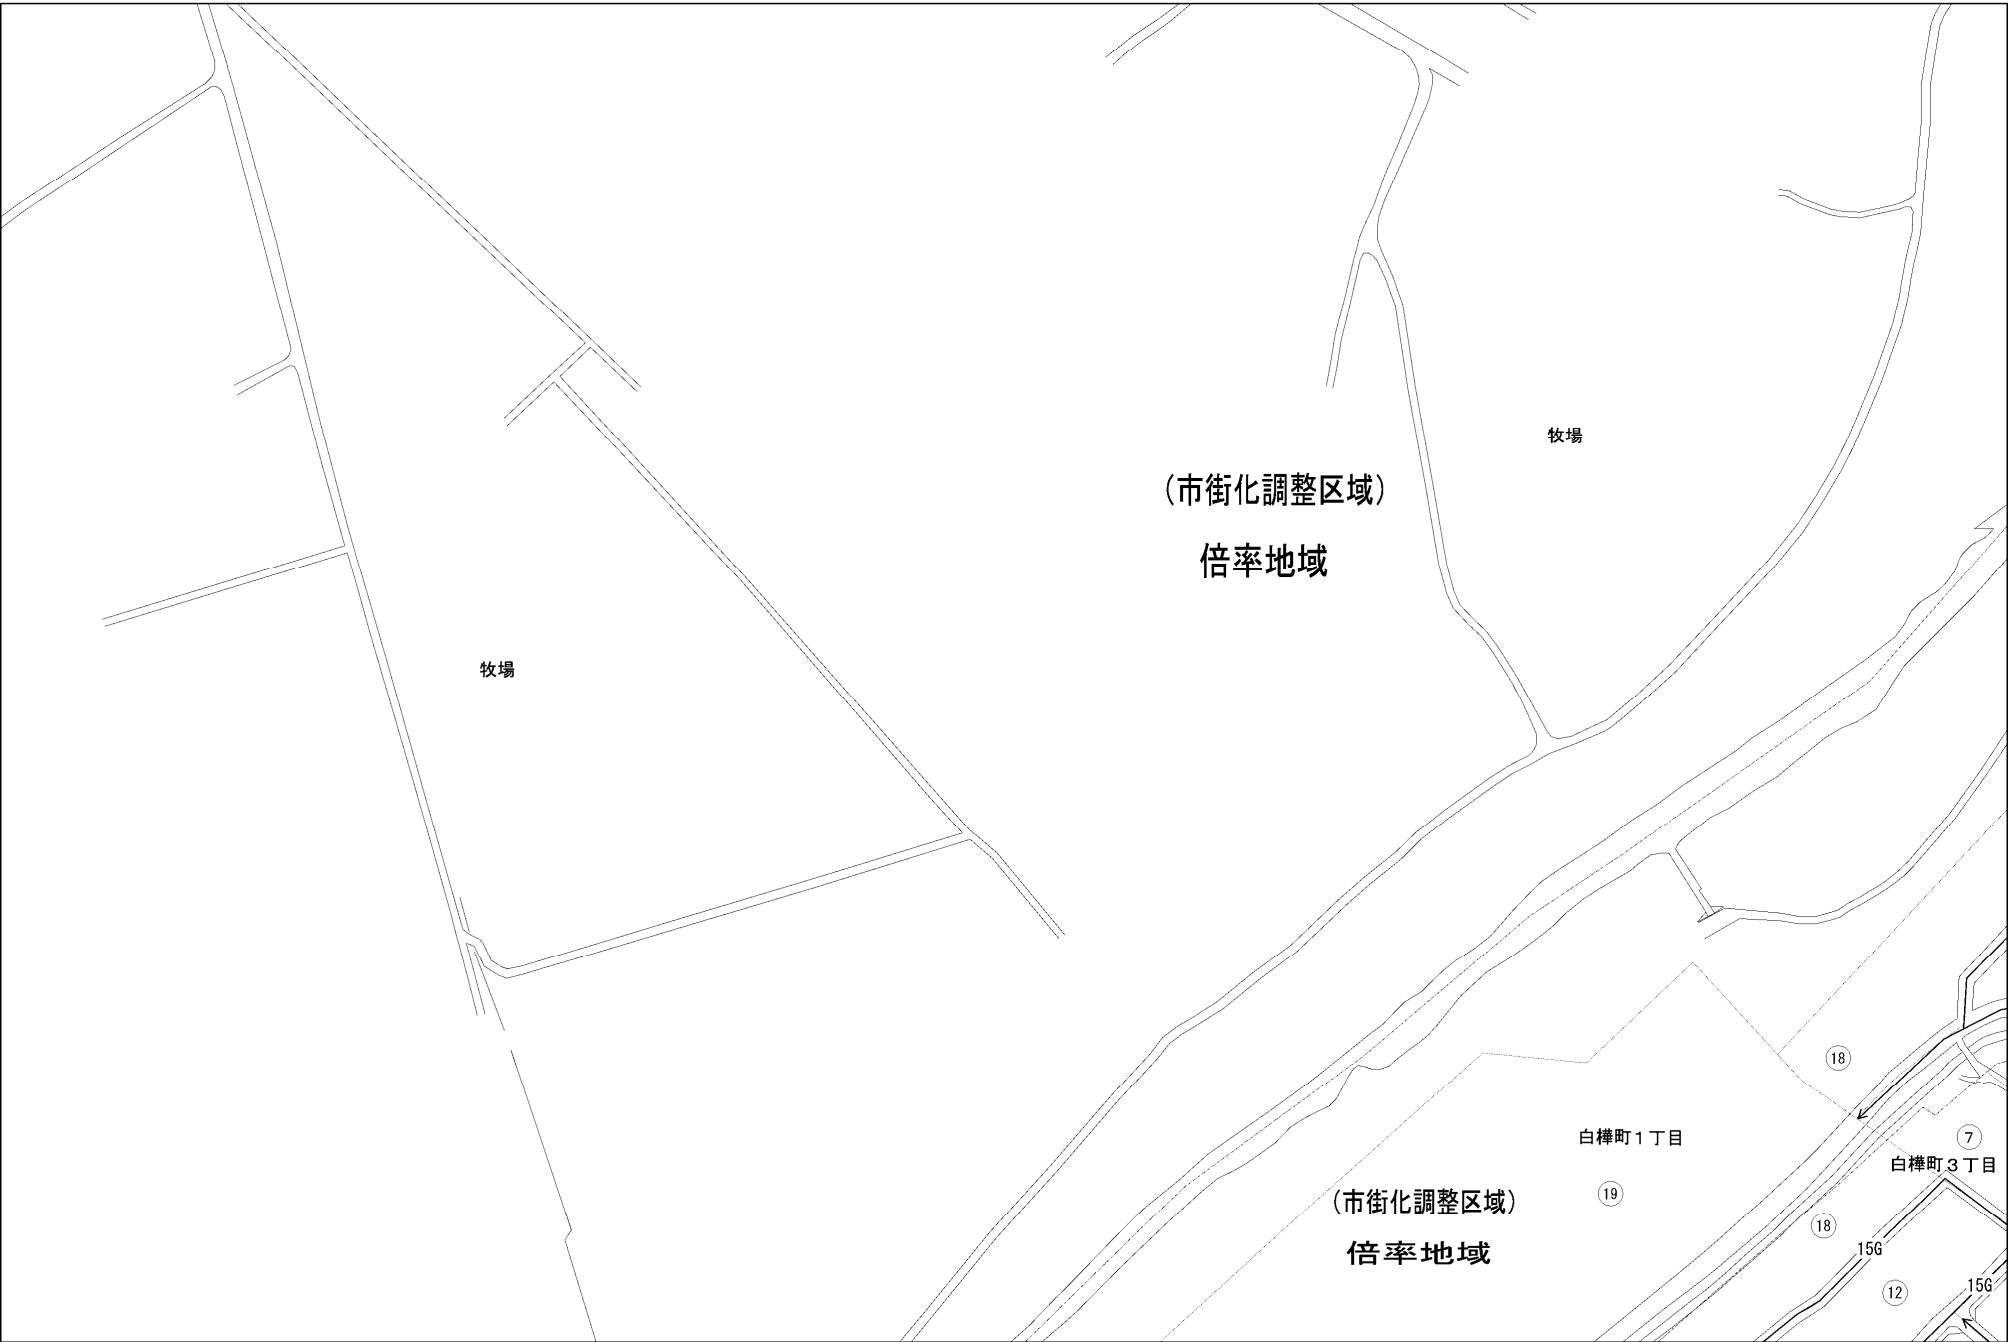 牧場
（市街化調整区域）
倍率地域
牧場
⑱
白樺町１丁目
⑦
白樺町３丁目
⑲
（市街化調整区域）
倍率地域
⑱
15G
15G
⑫